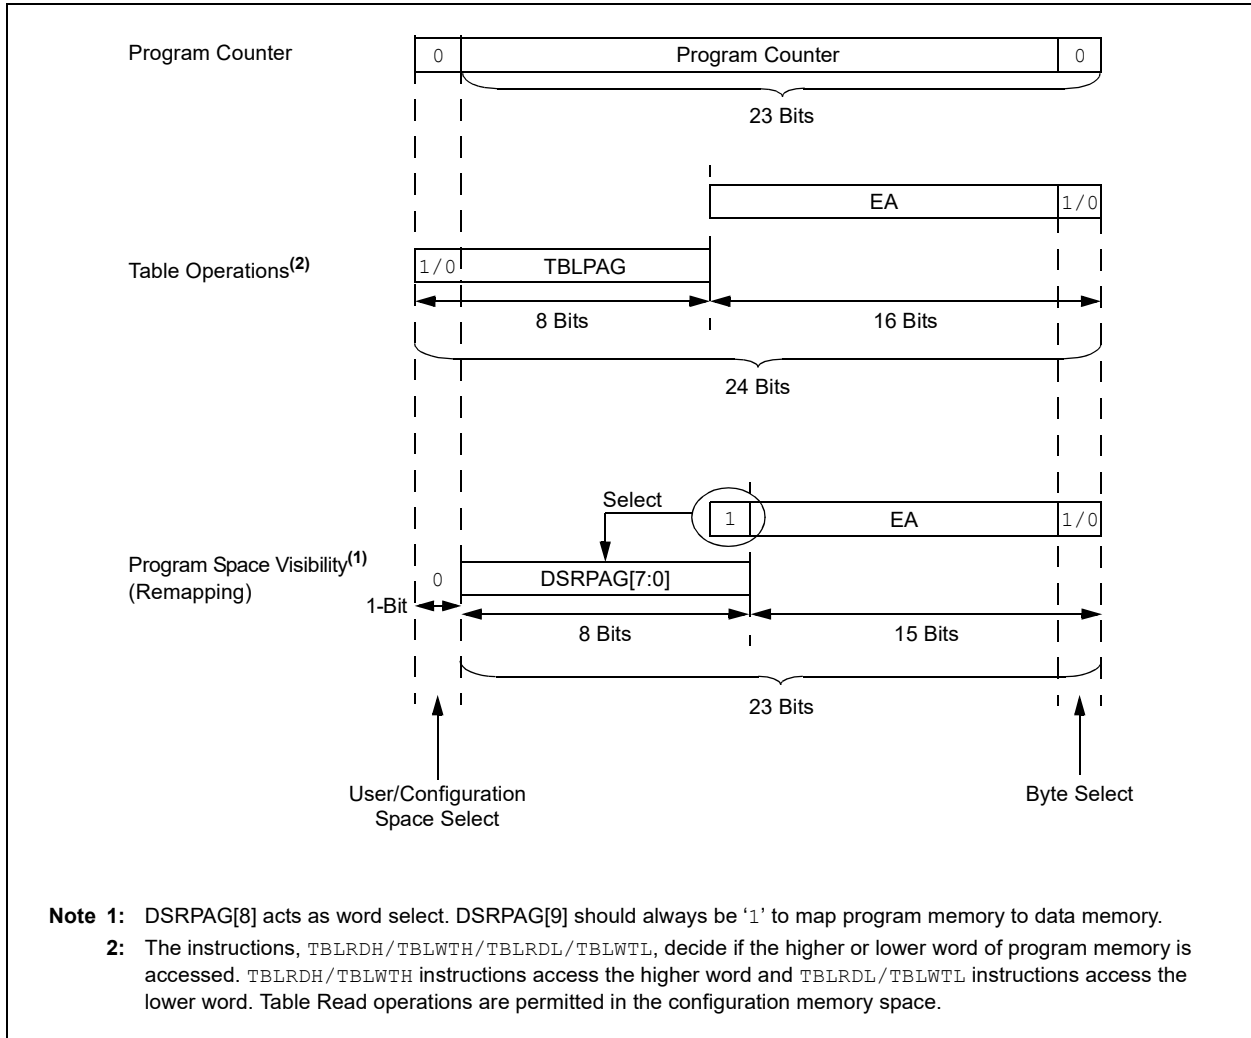 Program Counter
0
Program Counter
0
23 Bits
EA
1/0
Table Operations(2)
1/0
TBLPAG
8 Bits
16 Bits
24 Bits
Select
1
EA
1/0
Program Space Visibility(1)
(Remapping)
0
DSRPAG[7:0]
1-Bit
8 Bits
15 Bits
23 Bits
User/Configuration
Space Select
Byte Select
Note 1: DSRPAG[8] acts as word select. DSRPAG[9] should always be ‘1’ to map program memory to data memory.
2: The instructions, TBLRDH/TBLWTH/TBLRDL/TBLWTL, decide if the higher or lower word of program memory is
accessed. TBLRDH/TBLWTH instructions access the higher word and TBLRDL/TBLWTL instructions access the
lower word. Table Read operations are permitted in the configuration memory space.